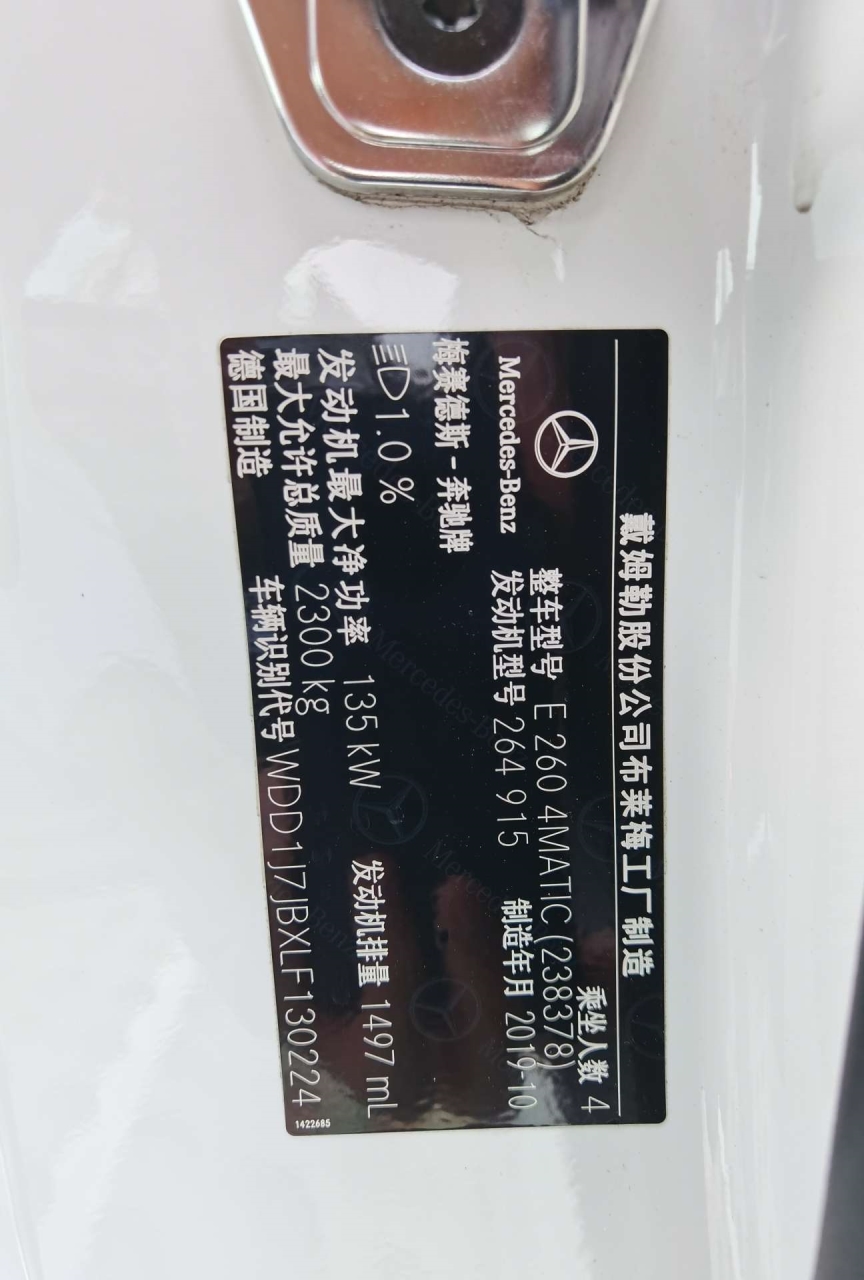 戴姆勒股份公司布莱梅工厂制造
乘坐人数 4
Mercedes-Benz
整车型号 E 260 4MATIC (238378)
发动机型号 264 915 制造年月 2019-10
梅赛德斯-奔驰牌
1.0 %
发动机最大净功率 135 kW 发动机排量 1497 mL
最大允许总质量 2300 kg
德国制造 车辆识别代号 WDD1J7JBXLF130224
1422685